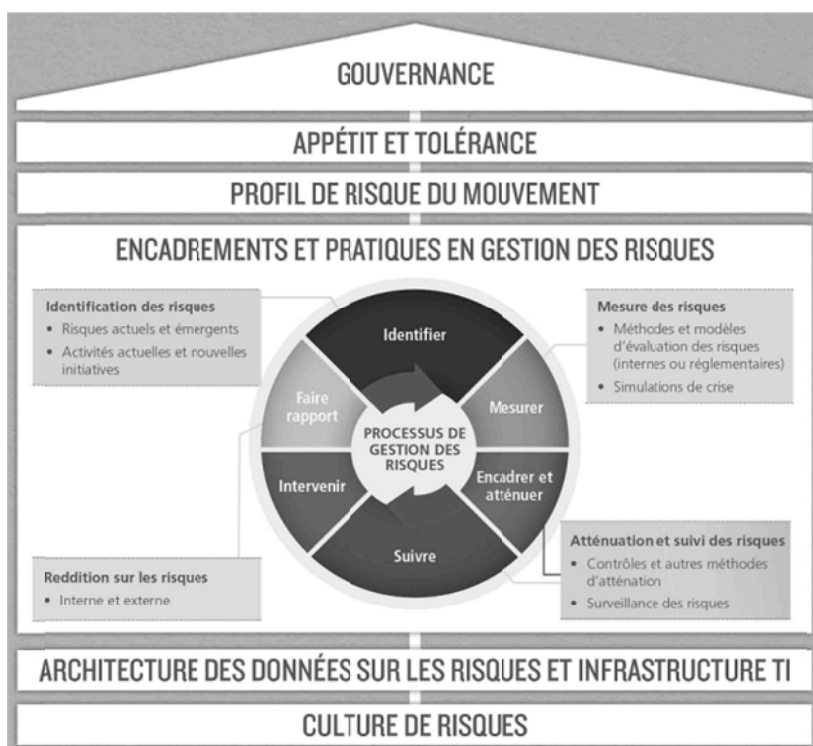 GOUVERNANCE
APPÉTIT ET TOLÉRANCE
PROFIL DE RISQUE DU MOUVEMENT
ENCADREMENTS ET PRATIQUES EN GESTION DES RISQUES
Identification des risques
• Risques actuels et émergents
• Activités actuelles et nouvelles
initiatives
Mesure des risques
• Méthodes et modèles
d'évaluation des risques
(internes ou réglementaires)
• Simulations de crise
Identifier
Mesurer
Encadrer et
atténuer
Suivre
Intervenir
Faire
rapport
PROCESSUS DE
GESTION DES
RISQUES
Reddition sur les risques
• Interne et externe
Atténuation et suivi des risques
• Contrôles et autres méthodes
d'atténation
• Surveillance des risques
ARCHITECTURE DES DONNÉES SUR LES RISQUES ET INFRASTRUCTURE TI
CULTURE DE RISQUES